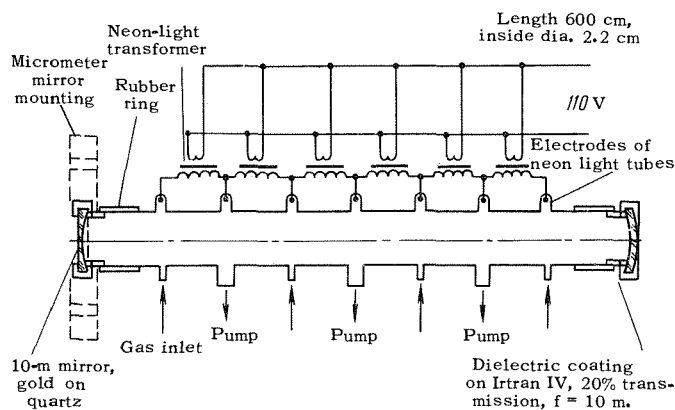 Neon-light
transformer
Length 600 cm,
inside dia. 2.2 cm
Micrometer
mirror
mounting
Rubber
ring
110 V
Electrodes of
neon light tubes
Pump
Pump
Pump
Gas inlet
10-m mirror,
gold on
quartz
Dielectric coating
on Irtran IV, 20% trans-
mission, f = 10 m.